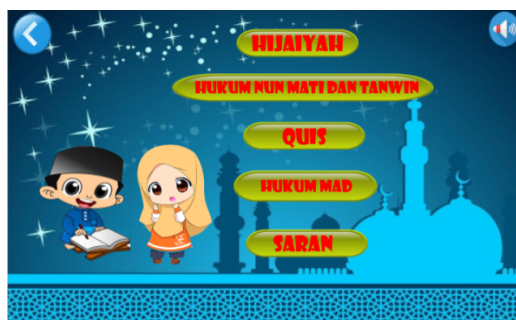 HIJAIYAH
HUKUM NUN MATI DAN TANWIN
QUIS
HUKUM MAD
SARAN